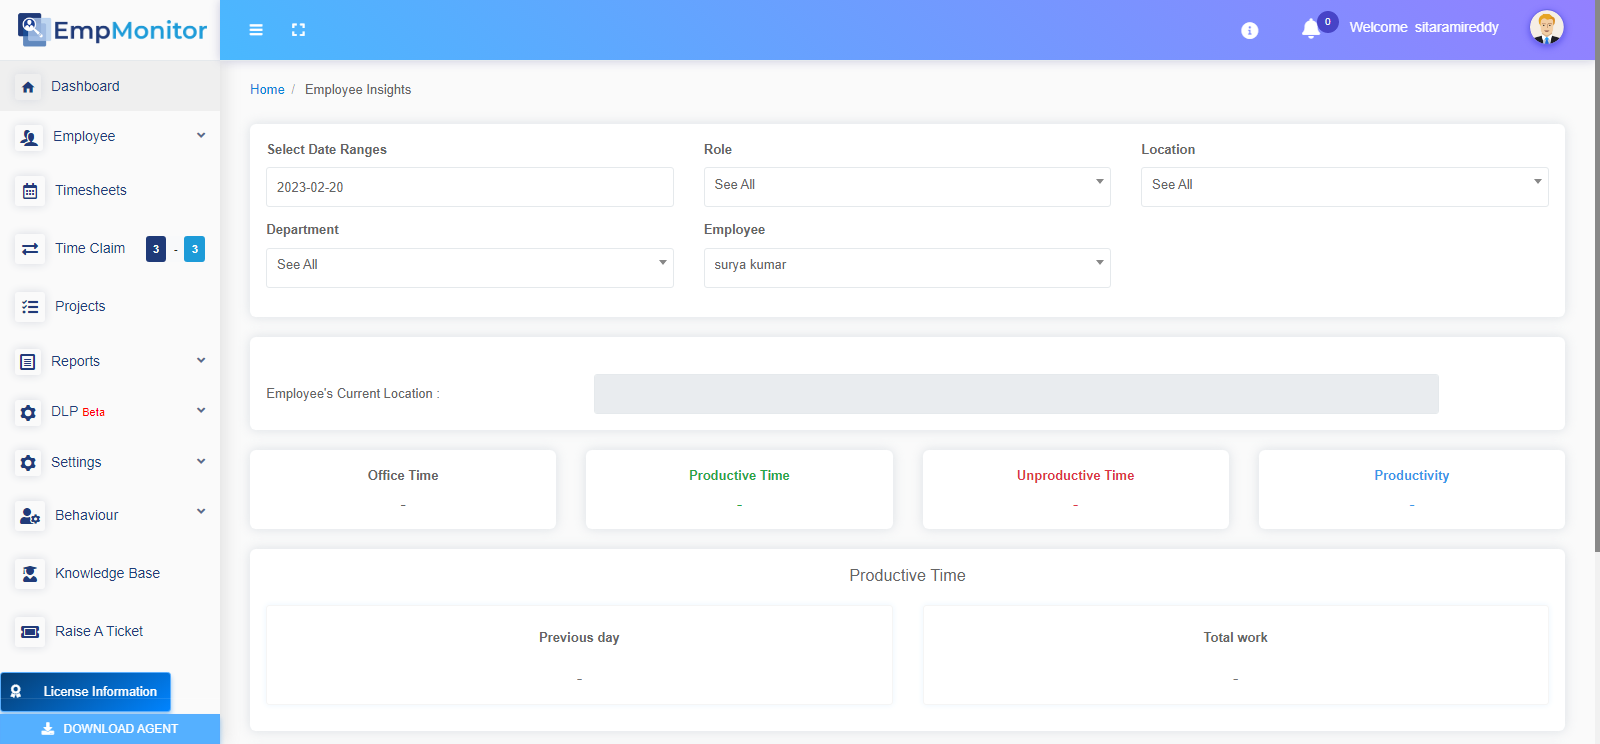 EmpMonitor
0
Welcome sitaramireddy
Dashboard
Employee
Timesheets
Time Claim 3 - 3
Projects
Reports
DLP Beta
Settings
Behaviour
Knowledge Base
Raise A Ticket
License Information
DOWNLOAD AGENT
Home / Employee Insights
Select Date Ranges
2023-02-20
Role
See All
Location
See All
Department
See All
Employee
surya kumar
Employee's Current Location :
Office Time
-
Productive Time
-
Unproductive Time
-
Productivity
-
Productive Time
Previous day
-
Total work
-